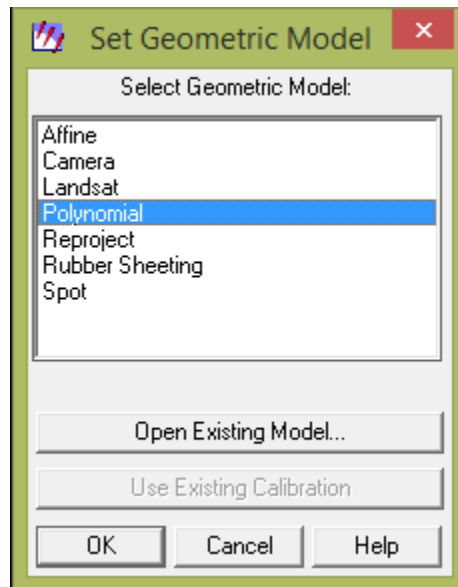 Set Geometric Model
Select Geometric Model:
Affine
Camera
Landsat
Polynomial
Reproject
Rubber Sheeting
Spot
Open Existing Model...
Use Existing Calibration
OK Cancel Help